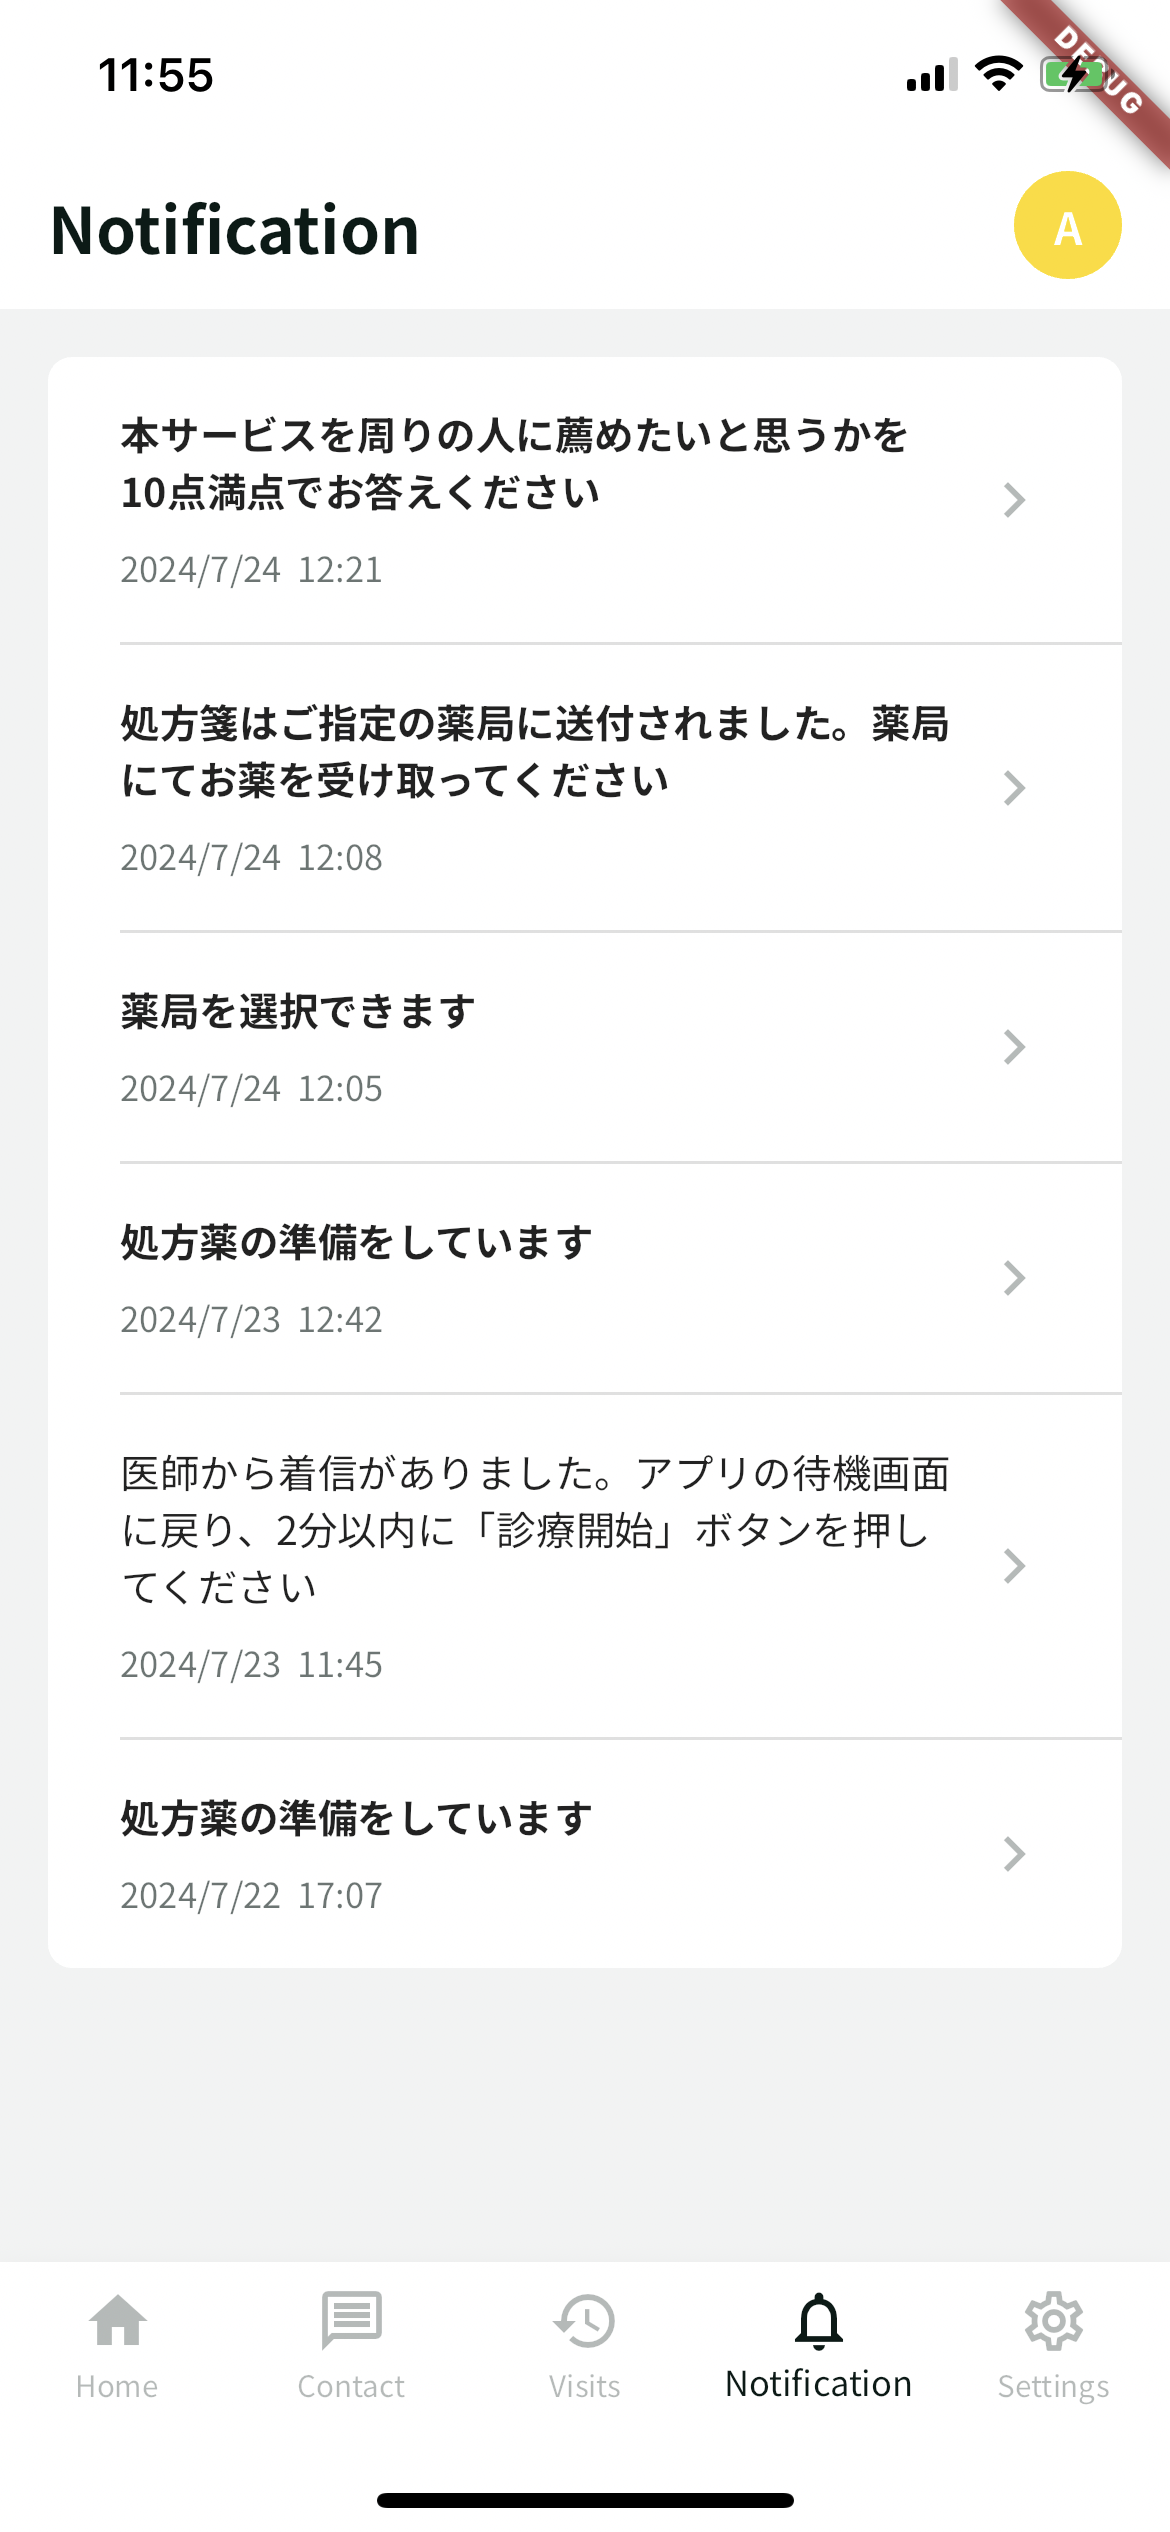 11:55
DEBUG
Notification
A
本サービスを周りの人に薦めたいと思うかを
10点満点でお答えください
2024/7/24 12:21
処方箋はご指定の薬局に送付されました。薬局
にてお薬を受け取ってください
2024/7/24 12:08
薬局を選択できます
2024/7/24 12:05
処方薬の準備をしています
2024/7/23 12:42
医師から着信がありました。アプリの待機画面
に戻り、2分以内に「診療開始」ボタンを押し
てください
2024/7/23 11:45
処方薬の準備をしています
2024/7/22 17:07
Home
Contact
Visits
Notification
Settings